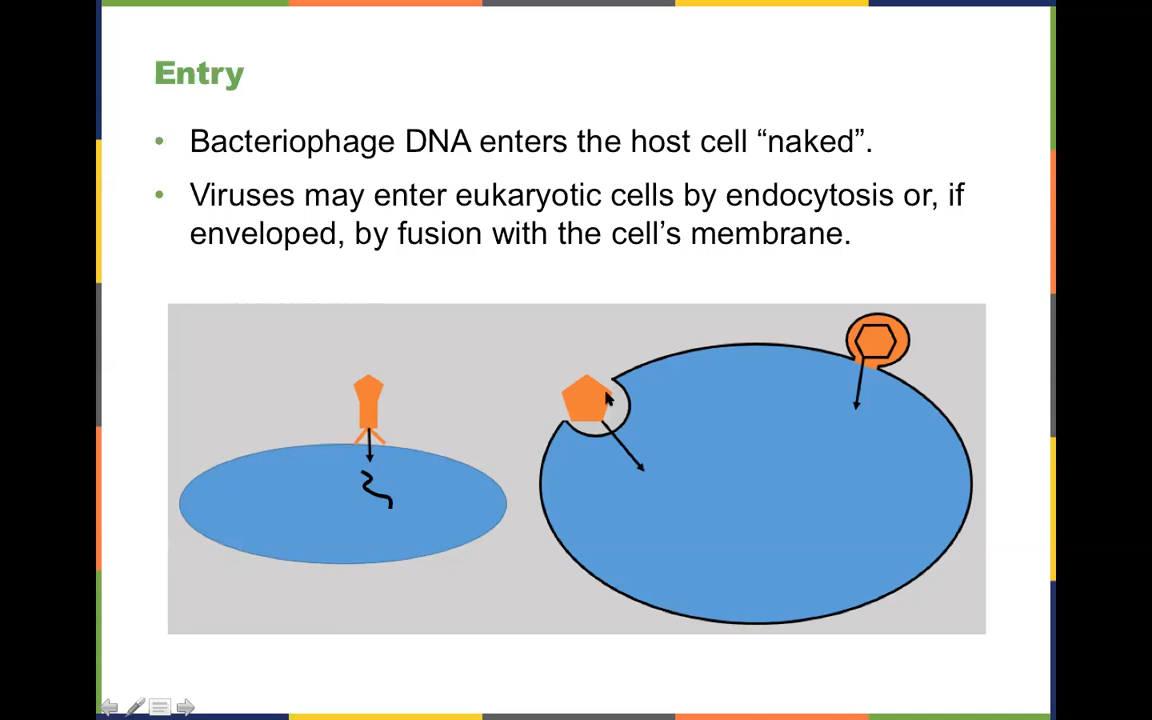 Entry
• Bacteriophage DNA enters the host cell “naked”.
• Viruses may enter eukaryotic cells by endocytosis or, if
enveloped, by fusion with the cell’s membrane.